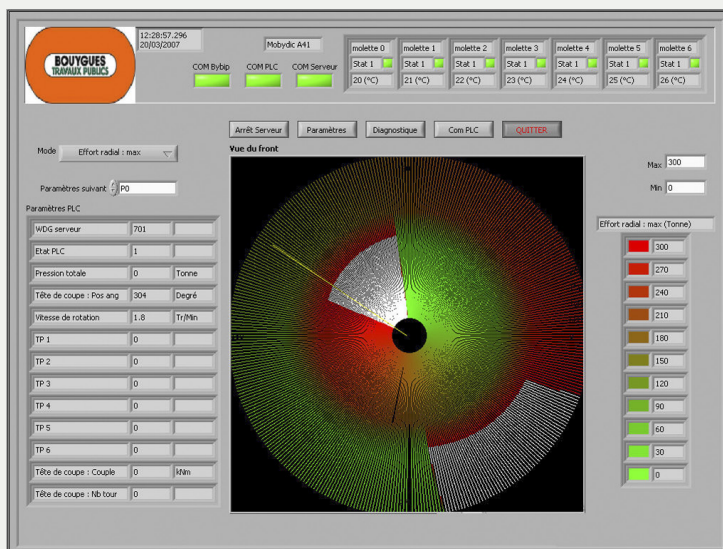 12:28:57.296
20/03/2007
BOUYGUES
TRAVAUX PUBLICS
Mobydic A41
COM Bybip COM PLC COM Serveur
molette 0 molette 1 molette 2 molette 3 molette 4 molette 5 molette 6
Stat 1 Stat 1 Stat 1 Stat 1 Stat 1 Stat 1 Stat 1
20 (°C) 21 (°C) 22 (°C) 23 (°C) 24 (°C) 25 (°C) 26 (°C)
Arrêt Serveur Paramètres Diagnostique Com PLC QUITTER
Mode Effort radial : max
Vue du front
Max 300
Min 0
Paramètres suivant P0
Paramètres PLC
WDG serveur 701
Etat PLC 1
Pression totale 0 Tonne
Tête de coupe : Pos ang 304 Degré
Vitesse de rotation 1.8 Tr/Min
TP 1 0
TP 2 0
TP 3 0
TP 4 0
TP 5 0
TP 6 0
Tête de coupe : Couple 0 kNm
Tête de coupe : Nb tour 0
Effort radial : max (Tonne)
300
270
240
210
180
150
120
90
60
30
0